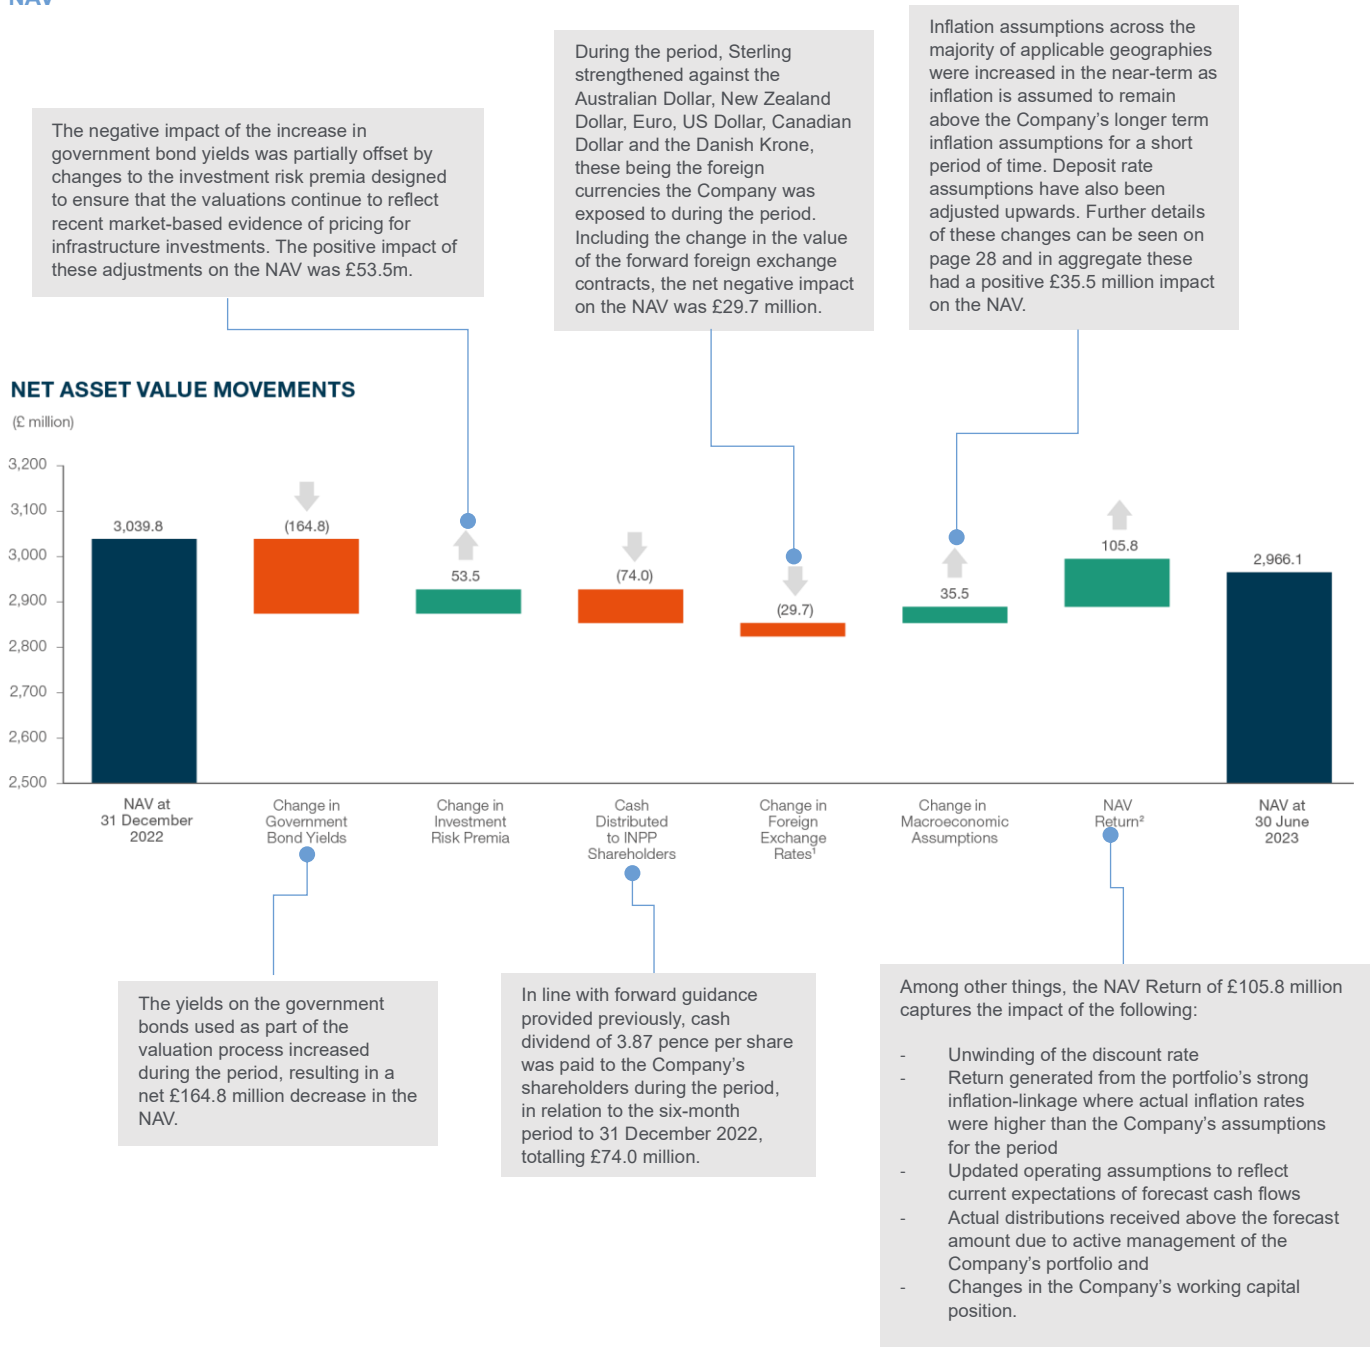 NAV
The negative impact of the increase in
government bond yields was partially offset by
changes to the investment risk premia designed
to ensure that the valuations continue to reflect
recent market-based evidence of pricing for
infrastructure investments. The positive impact of
these adjustments on the NAV was £53.5m.
During the period, Sterling
strengthened against the
Australian Dollar, New Zealand
Dollar, Euro, US Dollar, Canadian
Dollar and the Danish Krone,
these being the foreign
currencies the Company was
exposed to during the period.
Including the change in the value
of the forward foreign exchange
contracts, the net negative impact
on the NAV was £29.7 million.
Inflation assumptions across the
majority of applicable geographies
were increased in the near-term as
inflation is assumed to remain
above the Company’s longer term
inflation assumptions for a short
period of time. Deposit rate
assumptions have also been
adjusted upwards. Further details
of these changes can be seen on
page 28 and in aggregate these
had a positive £35.5 million impact
on the NAV.
NET ASSET VALUE MOVEMENTS
(£ million)
3,200
3,100
3,000
2,900
2,800
2,700
2,600
2,500
3,039.8
(164.8)
53.5
(74.0)
(29.7)
35.5
105.8
2,966.1
NAV at
31 December
2022
Change in
Government
Bond Yields
Change in
Investment
Risk Premia
Cash
Distributed
to INPP
Shareholders
Change in
Foreign
Exchange
Rates¹
Change in
Macroeconomic
Assumptions
NAV
Return²
NAV at
30 June
2023
The yields on the government
bonds used as part of the
valuation process increased
during the period, resulting in a
net £164.8 million decrease in the
NAV.
In line with forward guidance
provided previously, cash
dividend of 3.87 pence per share
was paid to the Company’s
shareholders during the period,
in relation to the six-month
period to 31 December 2022,
totalling £74.0 million.
Among other things, the NAV Return of £105.8 million
captures the impact of the following:
- Unwinding of the discount rate
- Return generated from the portfolio’s strong
inflation-linkage where actual inflation rates
were higher than the Company’s assumptions
for the period
- Updated operating assumptions to reflect
current expectations of forecast cash flows
- Actual distributions received above the forecast
amount due to active management of the
Company’s portfolio and
- Changes in the Company’s working capital
position.